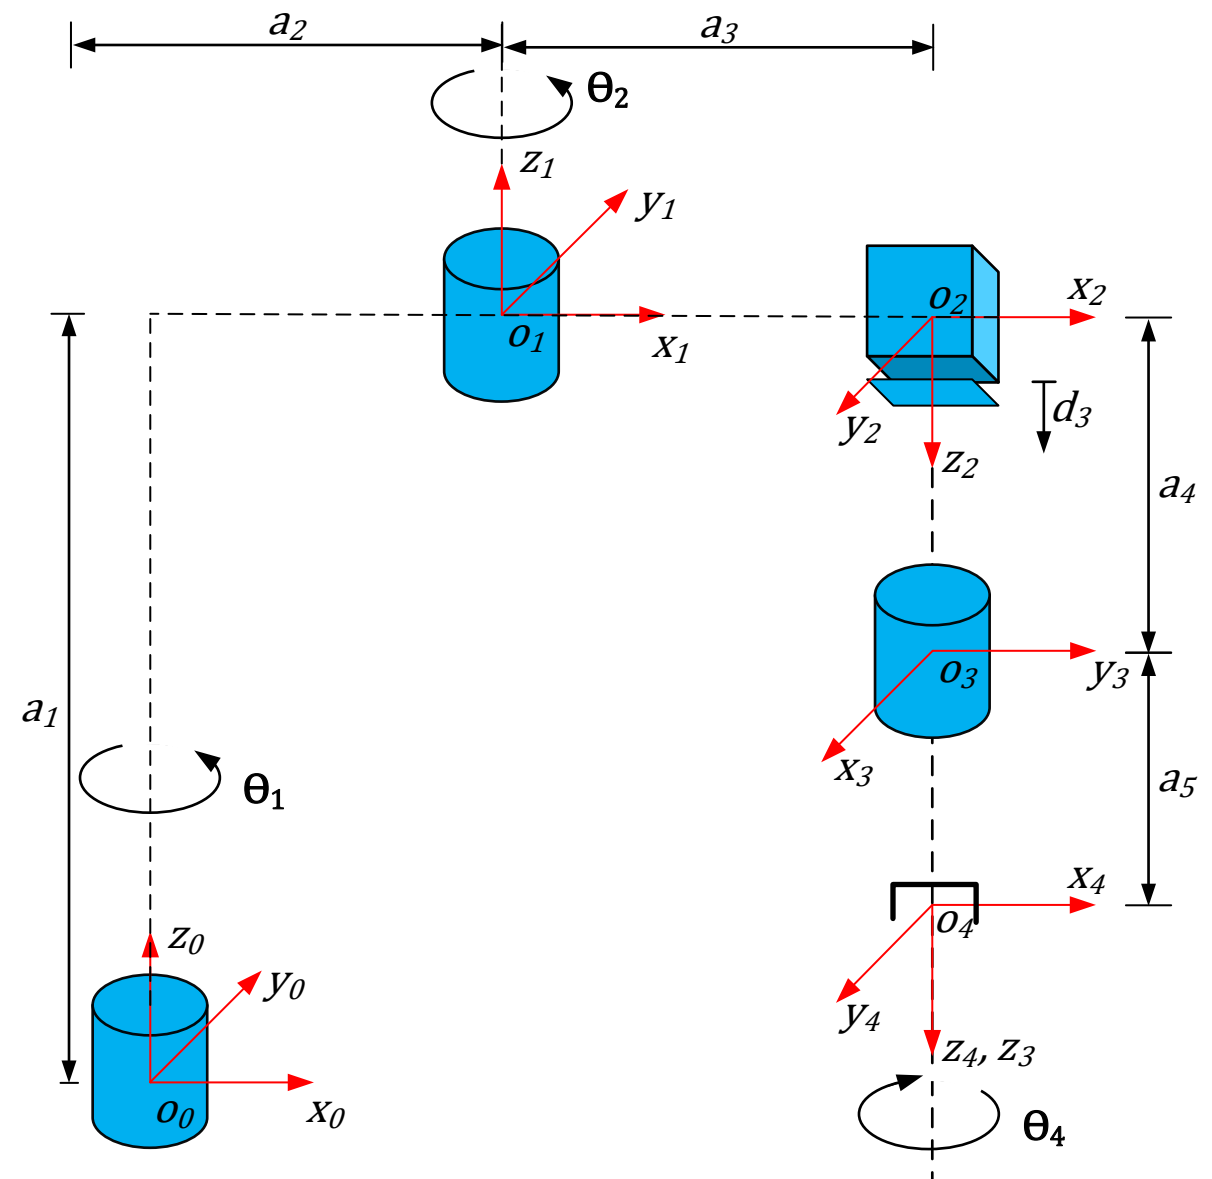 a₂
a₃
θ₂
z₁
y₁
o₁
x₁
o₂
x₂
y₂
z₂
d₃
a₄
o₃
y₃
x₃
a₁
θ₁
a₅
x₄
o₄
y₄
z₄, z₃
z₀
y₀
o₀
x₀
θ₄